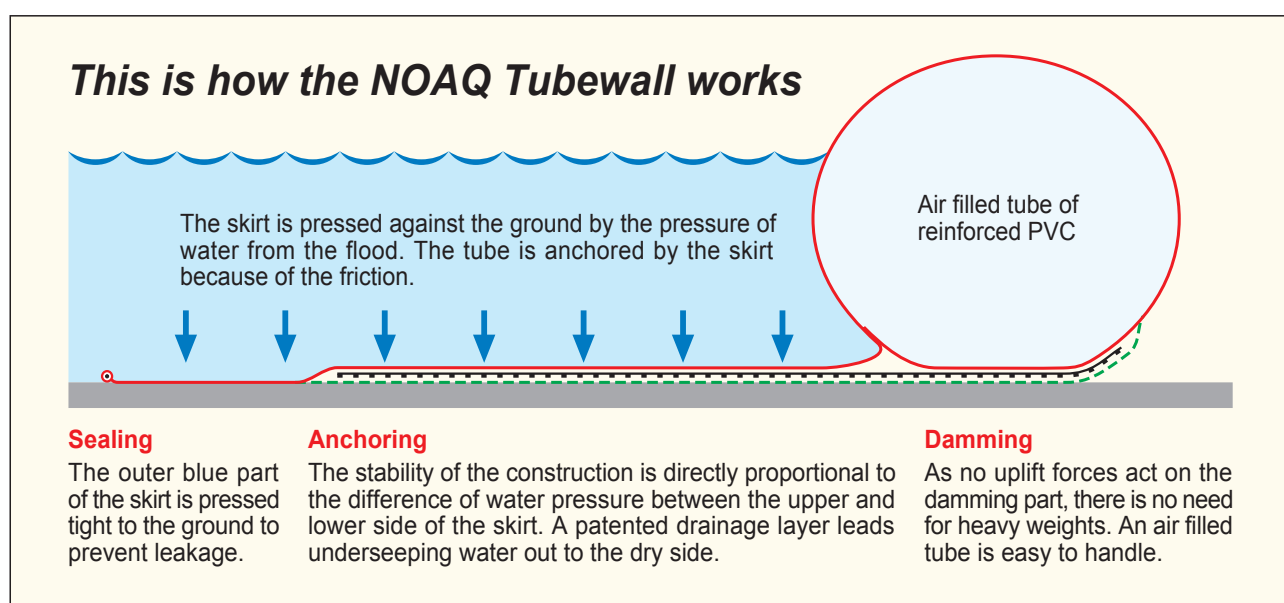 This is how the NOAQ Tubewall works
The skirt is pressed against the ground by the pressure of
water from the flood. The tube is anchored by the skirt
because of the friction.
Air filled tube of
reinforced PVC
Sealing
The outer blue part
of the skirt is pressed
tight to the ground to
prevent leakage.
Anchoring
The stability of the construction is directly proportional to
the difference of water pressure between the upper and
lower side of the skirt. A patented drainage layer leads
underseeping water out to the dry side.
Damming
As no uplift forces act on the
damming part, there is no need
for heavy weights. An air filled
tube is easy to handle.